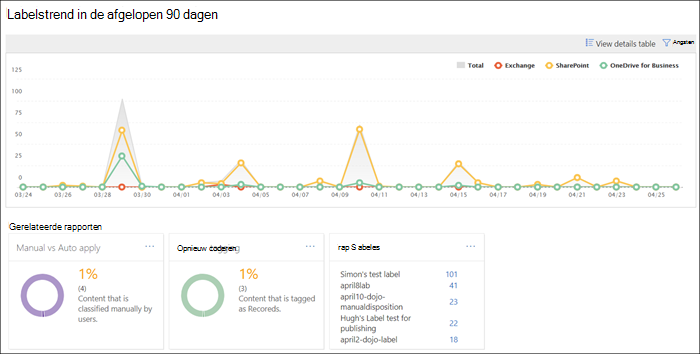 Labelstrend in de afgelopen 90 dagen
View details table Angsten
Total Exchange SharePoint OneDrive for Business
125
100
75
50
25
0
03/24 03/26 03/28 03/30 04/01 04/03 04/05 04/07 04/09 04/11 04/13 04/15 04/17 04/19 04/21 04/23 04/25
Gerelateerde rapporten
Manual vs Auto apply ...
1%
(4)
Content that is
classified manually by
users.
Opnieuw coderen ...
1%
(3)
Content that is tagged
as Recoreds.
rap S abeles ...
Simon's test label 101
april8lab 41
april10-dojo-
manualdisposition 23
Hugh's Label test for
publishing 22
april2-dojo-label 18